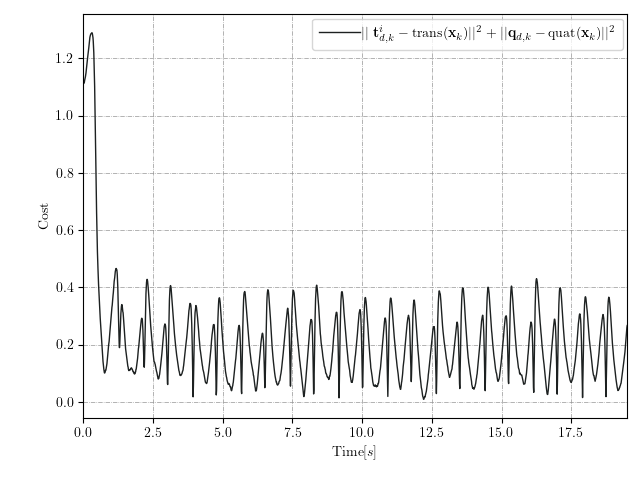 || t^i_{d,k} − trans(x_k)||² + ||q_{d,k} − quat(x_k)||²
Cost
1.2
1.0
0.8
0.6
0.4
0.2
0.0
0.0 2.5 5.0 7.5 10.0 12.5 15.0 17.5
Time[s]